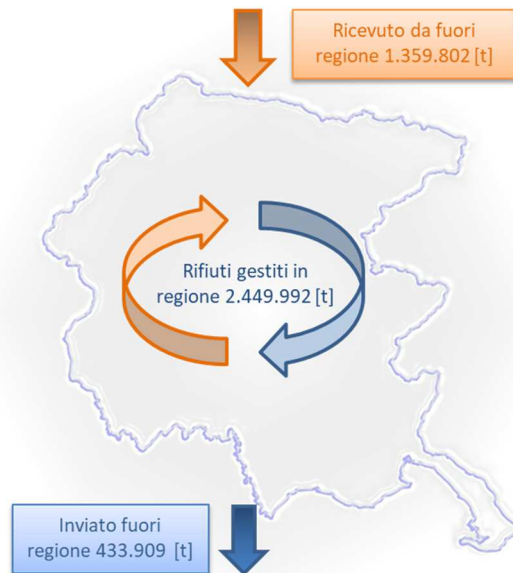 Ricevuto da fuori
regione 1.359.802 [t]
Rifiuti gestiti in
regione 2.449.992 [t]
Inviato fuori
regione 433.909 [t]